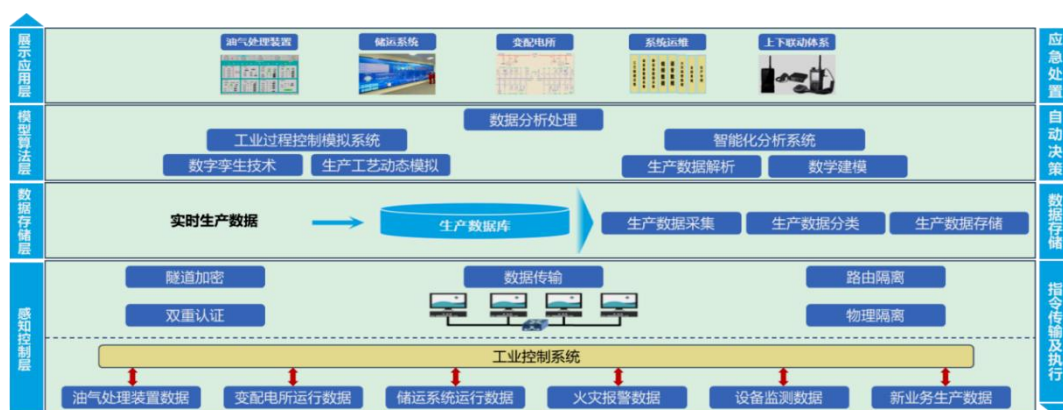 展示应用层
油气处理装置
储运系统
变配电所
系统运维
上下联动体系
应急处置
模型算法层
数据分析处理
工业过程控制模拟系统
智能化分析系统
数字孪生技术
生产工艺动态模拟
生产数据解析
数学建模
自动决策
数据存储层
实时生产数据
生产数据库
生产数据采集
生产数据分类
生产数据存储
数据存储
感知控制层
隧道加密
数据传输
路由隔离
双重认证
物理隔离
工业控制系统
油气处理装置数据
变配电所运行数据
储运系统运行数据
火灾报警数据
设备监测数据
新业务生产数据
指令传输及执行